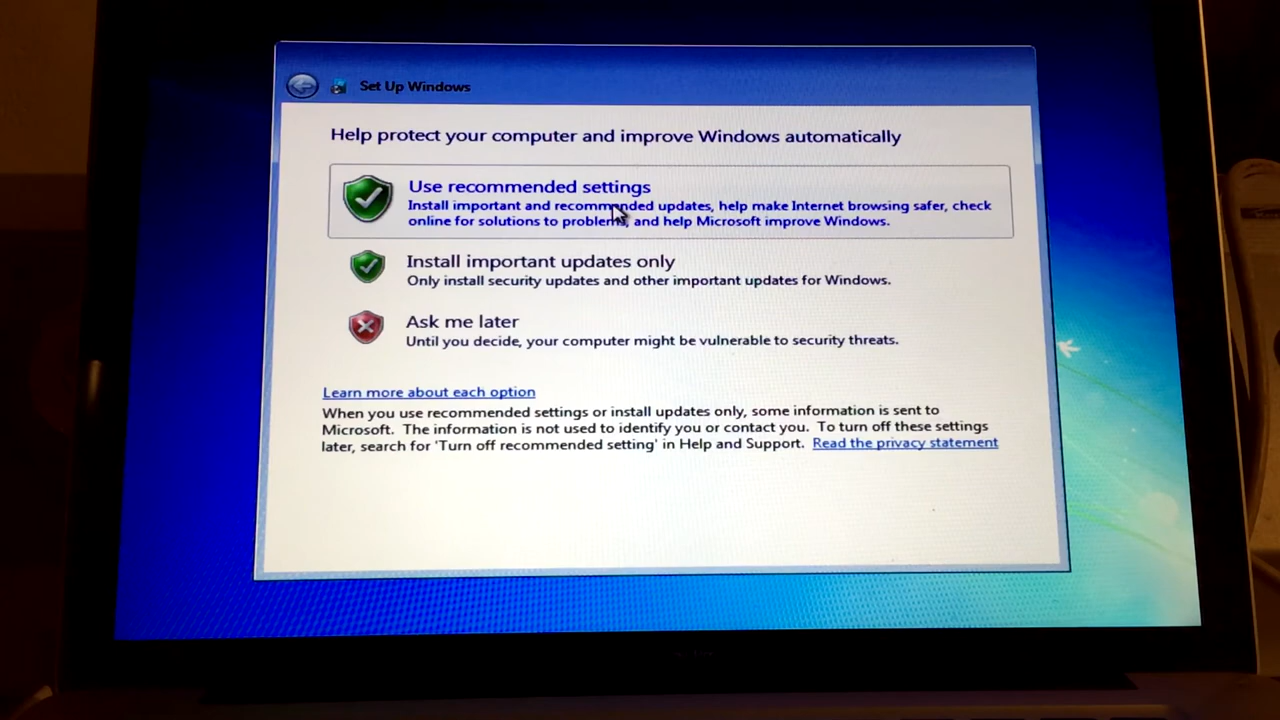 Set Up Windows
Help protect your computer and improve Windows automatically
Use recommended settings
Install important and recommended updates, help make Internet browsing safer, check
online for solutions to problems, and help Microsoft improve Windows.
Install important updates only
Only install security updates and other important updates for Windows.
Ask me later
Until you decide, your computer might be vulnerable to security threats.
Learn more about each option
When you use recommended settings or install updates only, some information is sent to
Microsoft. The information is not used to identify you or contact you. To turn off these settings
later, search for 'Turn off recommended setting' in Help and Support. Read the privacy statement